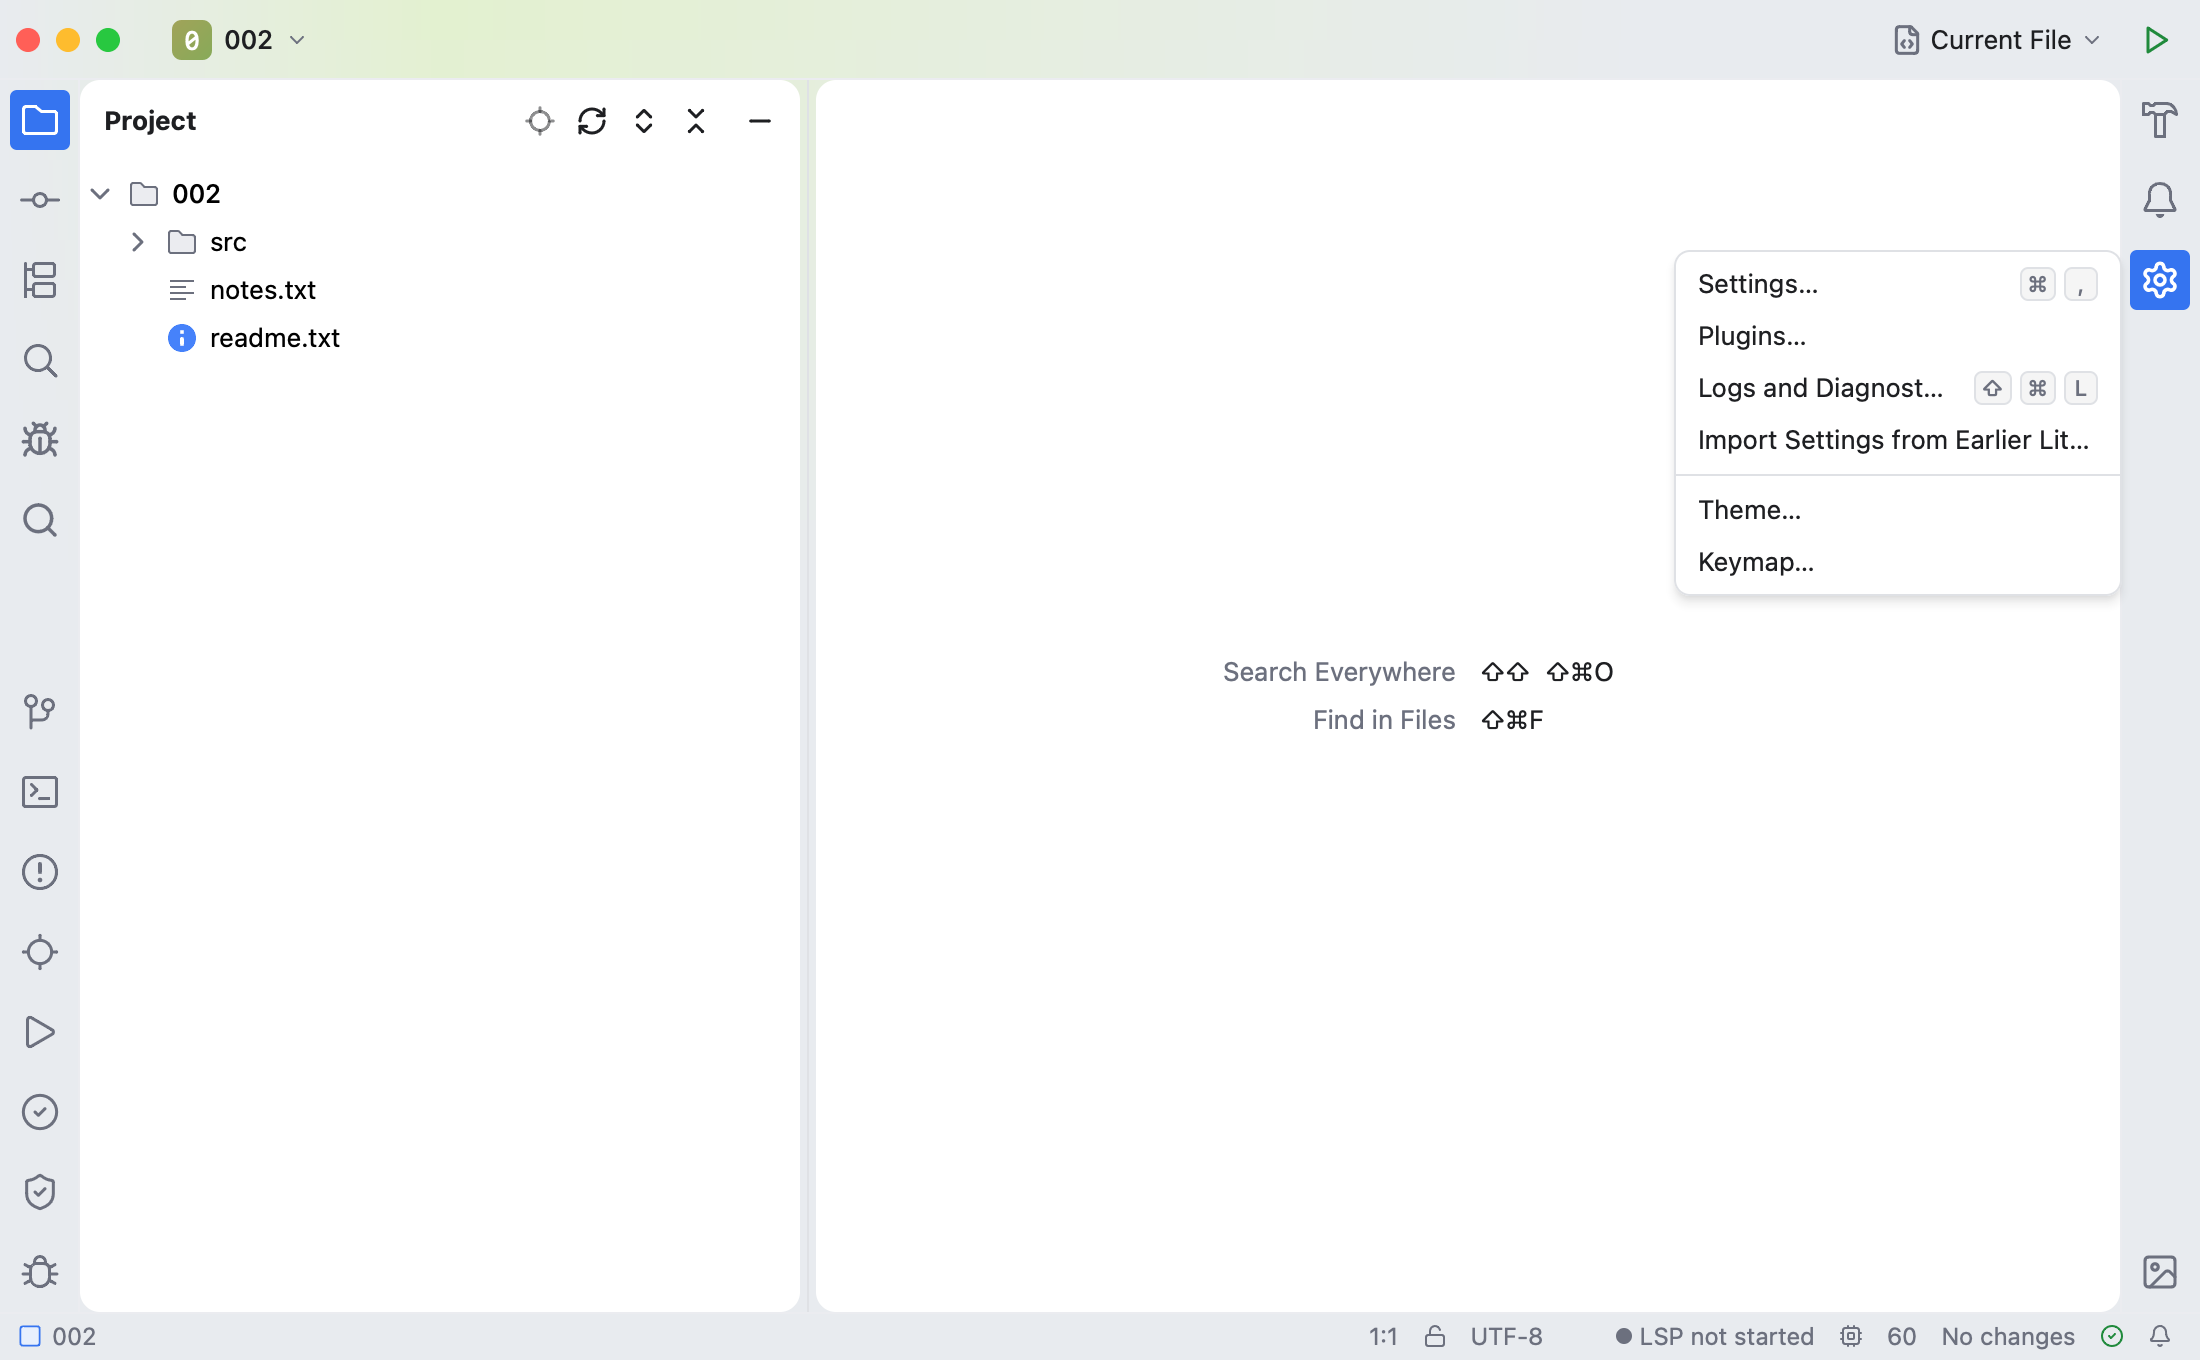 0 002
Current File
Project
002
src
notes.txt
readme.txt
Settings... ⌘ ,
Plugins...
Logs and Diagnost... ⇧ ⌘ L
Import Settings from Earlier Lit...
Theme...
Keymap...
Search Everywhere ⇧⇧ ⇧⌘O
Find in Files ⇧⌘F
002
1:1 UTF-8 LSP not started 60 No changes